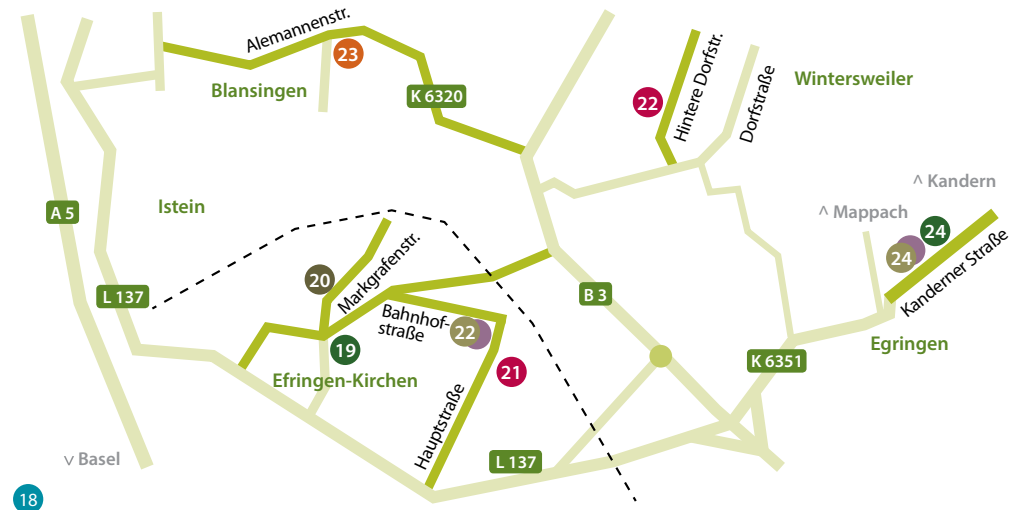 Alemannenstr.
23
Blansingen
K 6320
22
Hintere Dorfstr.
Dorfstraße
Wintersweiler
^ Kandern
^ Mappach
A 5
Istein
24
24
Kanderner Straße
Egringen
L 137
20
Markgrafenstr.
B 3
Bahnhof-
straße
22
19
Efringen-Kirchen
21
K 6351
Hauptstraße
L 137
v Basel
18